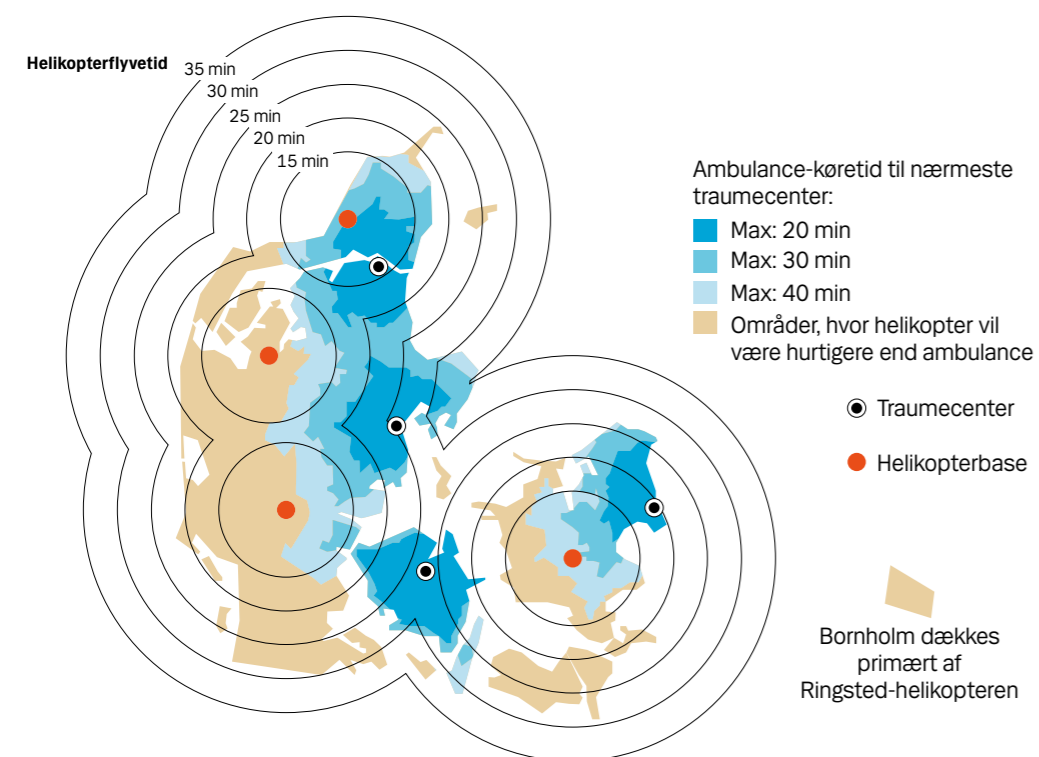 Helikopterflyvetid
35 min
30 min
25 min
20 min
15 min
Ambulance-køretid til nærmeste
traumecenter:
Max: 20 min
Max: 30 min
Max: 40 min
Områder, hvor helikopter vil
være hurtigere end ambulance
Traumecenter
Helikopterbase
Bornholm dækkes
primært af
Ringsted-helikopteren